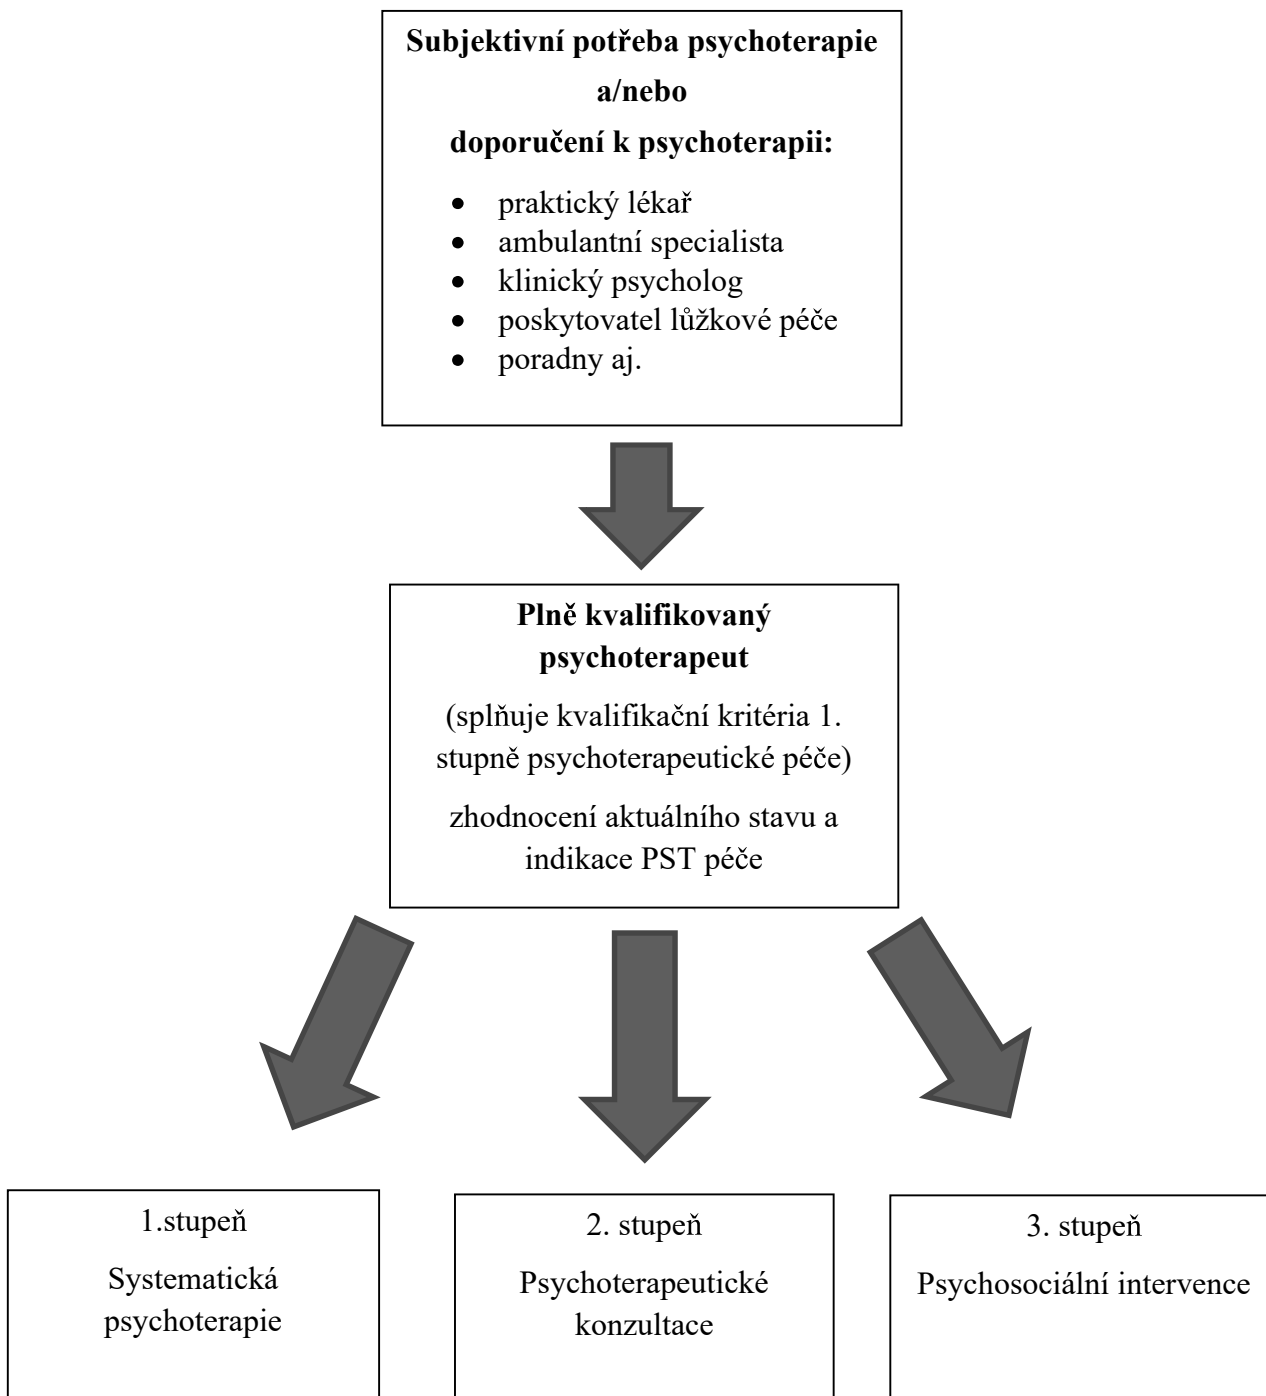 Subjektivní potřeba psychoterapie
a/nebo
doporučení k psychoterapii:
• praktický lékař
• ambulantní specialista
• klinický psycholog
• poskytovatel lůžkové péče
• poradny aj.
Plně kvalifikovaný
psychoterapeut
(splňuje kvalifikační kritéria 1.
stupně psychoterapeutické péče)
zhodnocení aktuálního stavu a
indikace PST péče
1.stupeň
Systematická
psychoterapie
2. stupeň
Psychoterapeutické
konzultace
3. stupeň
Psychosociální intervence